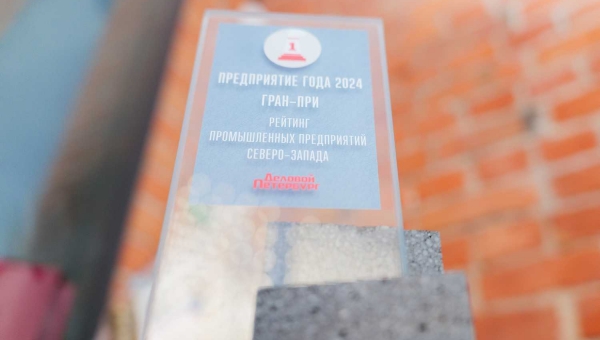 1
ПРЕДПРИЯТИЕ ГОДА 2024
ГРАН-ПРИ
РЕЙТИНГ
ПРОМЫШЛЕННЫХ ПРЕДПРИЯТИЙ
СЕВЕРО-ЗАПАДА
Деловой
Петербург